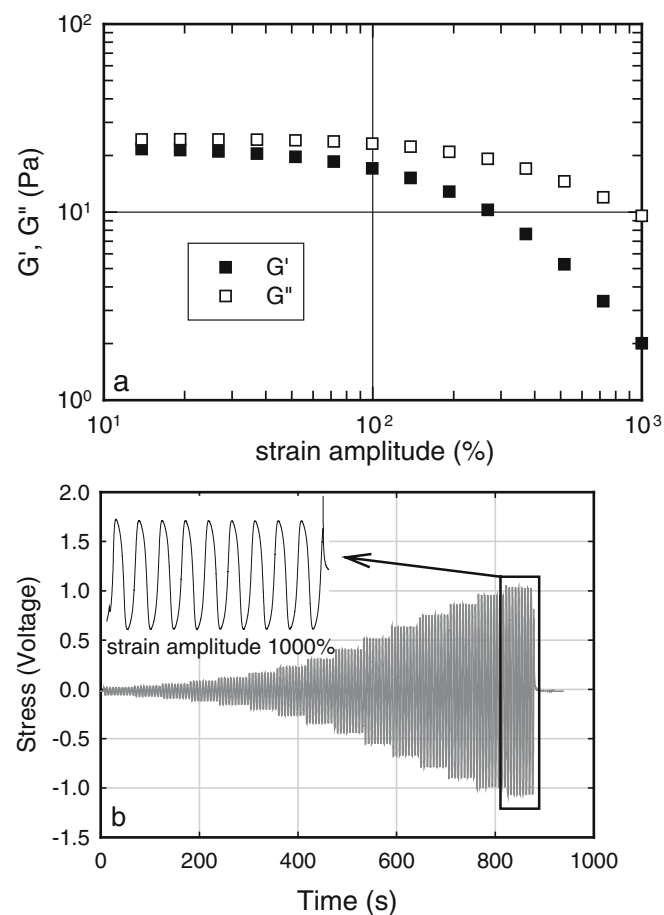 10²
G', G" (Pa)
10¹
G'
G"
a
10⁰
10¹
10²
10³
strain amplitude (%)
2.0
1.5
1.0
0.5
0.0
-0.5
-1.0
-1.5
Stress (Voltage)
strain amplitude 1000%
b
0
200
400
600
800
1000
Time (s)